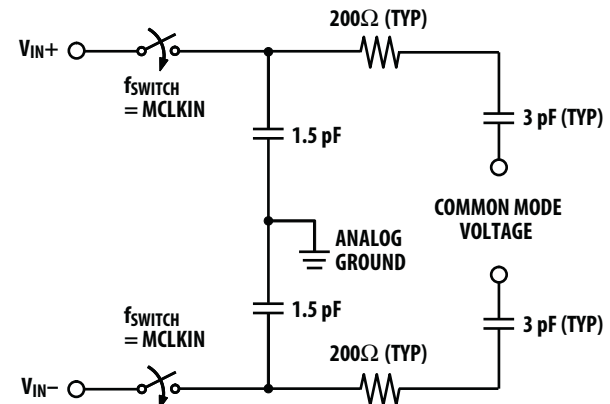 200Ω (TYP)
VIN+
fSWITCH
= MCLKIN
1.5 pF
3 pF (TYP)
COMMON MODE
VOLTAGE
ANALOG
GROUND
1.5 pF
fSWITCH
= MCLKIN
3 pF (TYP)
200Ω (TYP)
VIN–